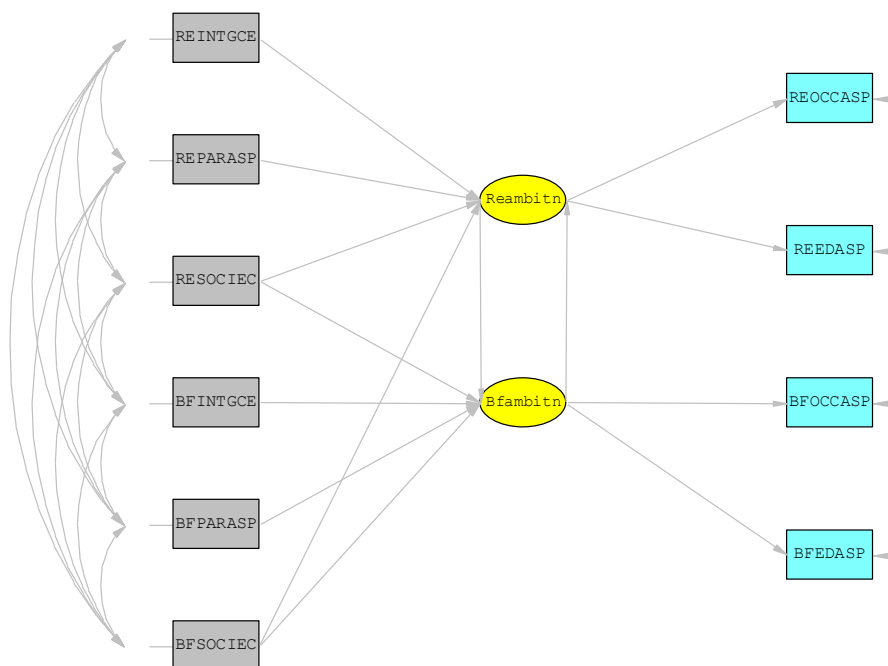 REINTGCE
REPARASP
RESOCIEC
BFINTGCE
BFPARASP
BFSOCIEC
Reambitn
Bfambitn
REOCCASP
REEDASP
BFOCCASP
BFEDASP